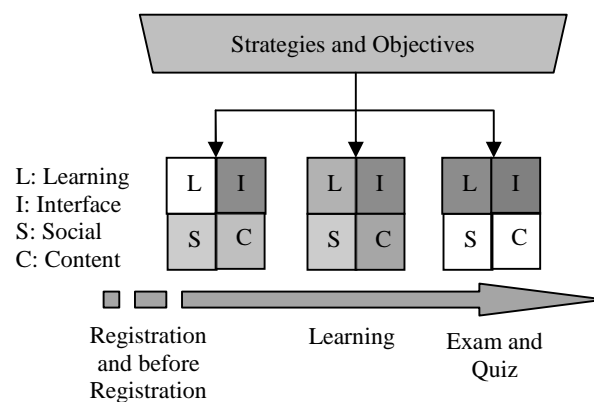 Strategies and Objectives
L: Learning
I: Interface
S: Social
C: Content
L I L I L I
S C S C S C
Registration
and before
Registration
Learning
Exam and
Quiz